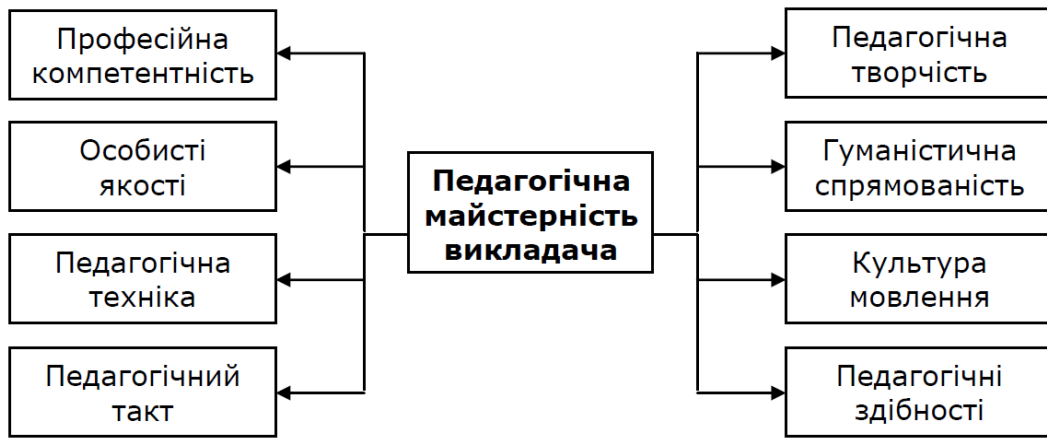 Професійна
компетентність
Особисті
якості
Педагогічна
техніка
Педагогічний
такт
Педагогічна
майстерність
викладача
Педагогічна
творчість
Гуманістична
спрямованість
Культура
мовлення
Педагогічні
здібності